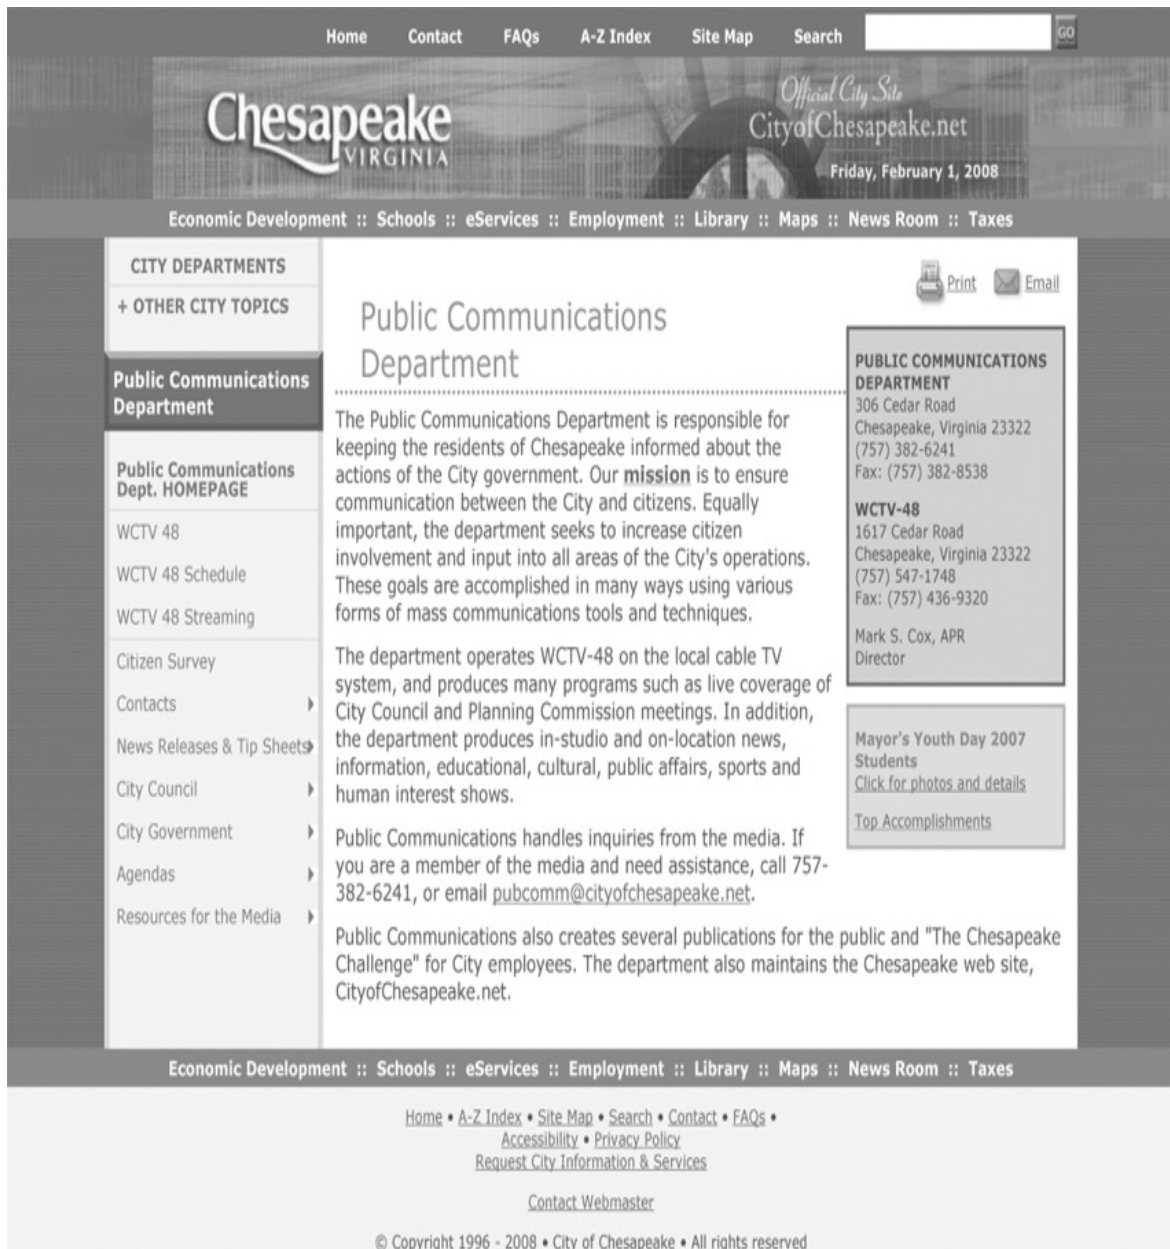 Home Contact FAQs A-Z Index Site Map Search GO
Chesapeake
VIRGINIA
Official City Site
CityofChesapeake.net
Friday, February 1, 2008
Economic Development :: Schools :: eServices :: Employment :: Library :: Maps :: News Room :: Taxes
CITY DEPARTMENTS
+ OTHER CITY TOPICS
Public Communications
Department
Public Communications
Dept. HOMEPAGE
WCTV 48
WCTV 48 Schedule
WCTV 48 Streaming
Citizen Survey
Contacts
News Releases & Tip Sheets
City Council
City Government
Agendas
Resources for the Media
Print Email
Public Communications
Department
The Public Communications Department is responsible for
keeping the residents of Chesapeake informed about the
actions of the City government. Our mission is to ensure
communication between the City and citizens. Equally
important, the department seeks to increase citizen
involvement and input into all areas of the City's operations.
These goals are accomplished in many ways using various
forms of mass communications tools and techniques.
The department operates WCTV-48 on the local cable TV
system, and produces many programs such as live coverage of
City Council and Planning Commission meetings. In addition,
the department produces in-studio and on-location news,
information, educational, cultural, public affairs, sports and
human interest shows.
Public Communications handles inquiries from the media. If
you are a member of the media and need assistance, call 757-
382-6241, or email pubcomm@cityofchesapeake.net.
Public Communications also creates several publications for the public and "The Chesapeake
Challenge" for City employees. The department also maintains the Chesapeake web site,
CityofChesapeake.net.
PUBLIC COMMUNICATIONS
DEPARTMENT
306 Cedar Road
Chesapeake, Virginia 23322
(757) 382-6241
Fax: (757) 382-8538
WCTV-48
1617 Cedar Road
Chesapeake, Virginia 23322
(757) 547-1748
Fax: (757) 436-9320
Mark S. Cox, APR
Director
Mayor's Youth Day 2007
Students
Click for photos and details
Top Accomplishments
Economic Development :: Schools :: eServices :: Employment :: Library :: Maps :: News Room :: Taxes
Home • A-Z Index • Site Map • Search • Contact • FAQs •
Accessibility • Privacy Policy
Request City Information & Services
Contact Webmaster
© Copyright 1996 - 2008 • City of Chesapeake • All rights reserved